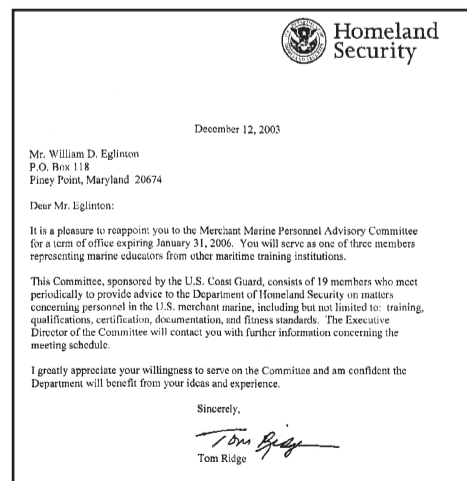 Homeland
Security
December 12, 2003
Mr. William D. Eglinton
P.O. Box 118
Piney Point, Maryland 20674
Dear Mr. Eglinton:
It is a pleasure to reappoint you to the Merchant Marine Personnel Advisory Committee
for a term of office expiring January 31, 2006. You will serve as one of three members
representing marine educators from other maritime training institutions.
This Committee, sponsored by the U.S. Coast Guard, consists of 19 members who meet
periodically to provide advice to the Department of Homeland Security on matters
concerning personnel in the U.S. merchant marine, including but not limited to: training,
qualifications, certification, documentation, and fitness standards. The Executive
Director of the Committee will contact you with further information concerning the
meeting schedule.
I greatly appreciate your willingness to serve on the Committee and am confident the
Department will benefit from your ideas and experience.
Sincerely,
Tom Ridge
Tom Ridge